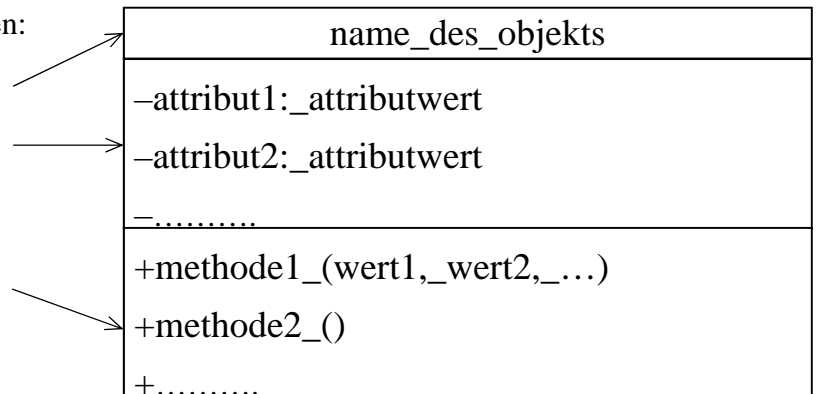 n:
name_des_objekts
–attribut1:_attributwert
–attribut2:_attributwert
–……….
+methode1_(wert1,_wert2,_…)
+methode2_()
+……….